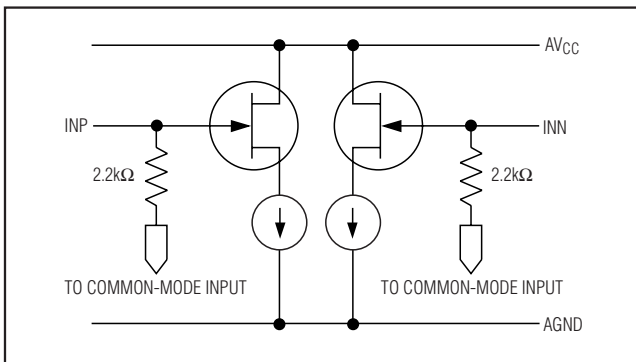 AVCC
INP
INN
2.2kΩ
2.2kΩ
TO COMMON-MODE INPUT
TO COMMON-MODE INPUT
AGND